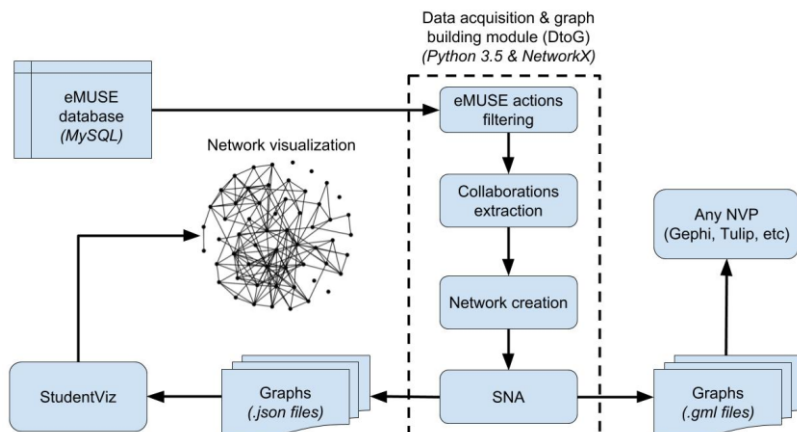 Data acquisition & graph
building module (DtoG)
(Python 3.5 & NetworkX)
eMUSE
database
(MySQL)
eMUSE actions
filtering
Network visualization
Collaborations
extraction
Any NVP
(Gephi, Tulip, etc)
Network creation
StudentViz
Graphs
(.json files)
SNA
Graphs
(.gml files)